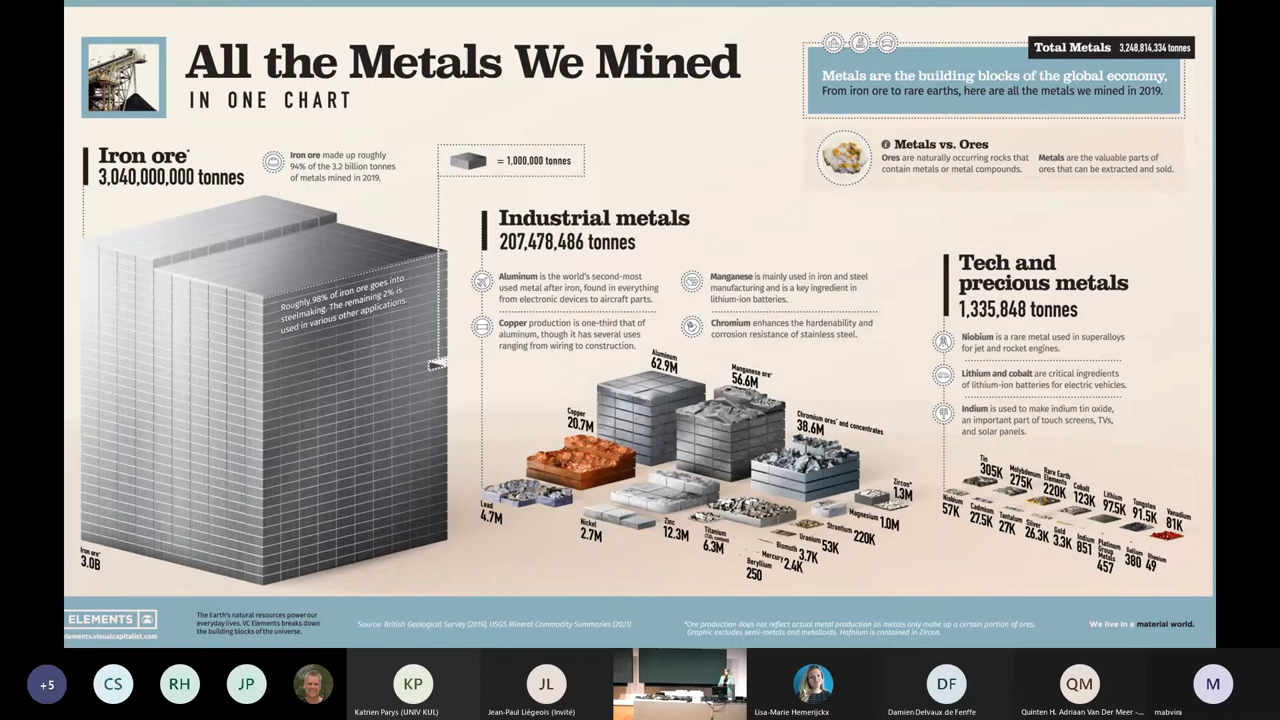 All the Metals We Mined
IN ONE CHART
Total Metals 3,248,814,334 tonnes
Metals are the building blocks of the global economy,
From iron ore to rare earths, here are all the metals we mined in 2019.
Metals vs. Ores
Ores are naturally occurring rocks that
contain metals or metal compounds.
Metals are the valuable parts of
ores that can be extracted and sold.
Iron ore*
3,040,000,000 tonnes
Iron ore made up roughly
94% of the 3.2 billion tonnes
of metals mined in 2019.
= 1,000,000 tonnes
Roughly 98% of iron ore goes into
steelmaking. The remaining 2% is
used in various other applications.
Iron ore*
3.0B
Industrial metals
207,478,486 tonnes
Aluminum is the world's second-most
used metal after iron, found in everything
from electronic devices to aircraft parts.
Copper production is one-third that of
aluminum, though it has several uses
ranging from wiring to construction.
Manganese is mainly used in iron and steel
manufacturing and is a key ingredient in
lithium-ion batteries.
Chromium enhances the hardenability and
corrosion resistance of stainless steel.
Aluminum
62.9M
Manganese ore*
56.6M
Copper
20.7M
Chromium ores* and concentrates
38.6M
Lead
4.7M
Nickel
2.7M
Zinc
12.3M
Titanium
6.3M
Zircon*
1.3M
Magnesium 1.0M
Strontium
220K
Uranium
53K
Bismuth 3.7K
Mercury 2.4K
Beryllium
250
Tech and
precious metals
1,335,848 tonnes
Niobium is a rare metal used in superalloys
for jet and rocket engines.
Lithium and cobalt are critical ingredients
of lithium-ion batteries for electric vehicles.
Indium is used to make indium tin oxide,
an important part of touch screens, TVs,
and solar panels.
Tin
305K
Molybdenum
275K
Rare Earth
Elements
220K
Cobalt
123K
Lithium
97.5K
Tungsten
91.5K
Vanadium
81K
Niobium
57K
Cadmium
27.5K
Tantalum
27K
Silver
26.3K
Gold
3.3K
Indium
851
Platinum
Group
Metals
457
Gallium
380
Rhenium
49
ELEMENTS
elements.visualcapitalist.com
The Earth's natural resources power our
everyday lives. VC Elements breaks down
the building blocks of the universe.
Source: British Geological Survey (2019), USGS Mineral Commodity Summaries (2021)
*Ore production does not reflect actual metal production as metals only make up a certain portion of ores.
Graphic excludes semi-metals and metalloids. Hafnium is contained in Zircon.
We live in a material world.
+5
CS
RH
JP
KP
JL
DF
QM
M
Katrien Parys (UNIV KUL)
Jean-Paul Liégeois (Invité)
Lisa-Marie Hemerijckx
Damien Delvaux de Fenffe
Quinten H. Adriaan Van Der Meer -...
mabvira